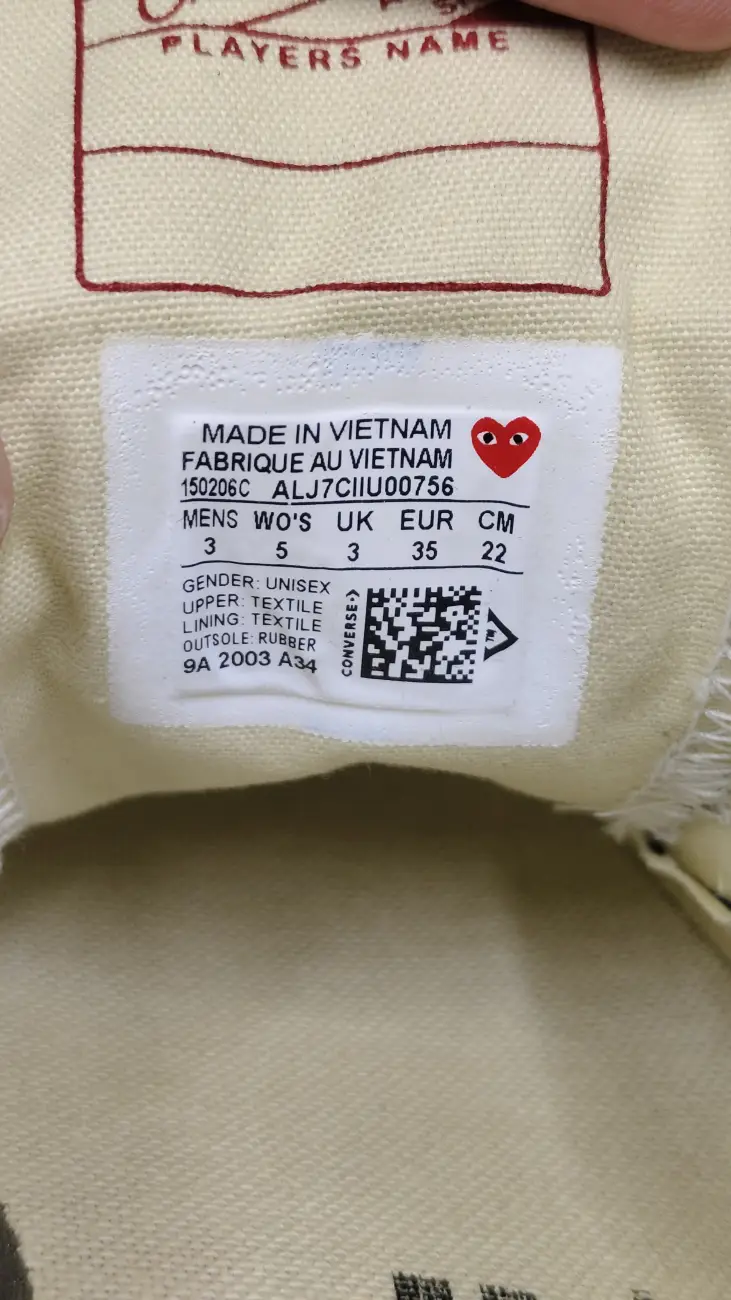 PLAYERS NAME
MADE IN VIETNAM
FABRIQUE AU VIETNAM
150206C ALJ7CIIU00756
MENS WO'S UK EUR CM
3 5 3 35 22
GENDER: UNISEX
UPPER: TEXTILE
LINING: TEXTILE
OUTSOLE: RUBBER
9A 2003 A34
CONVERSE
TM